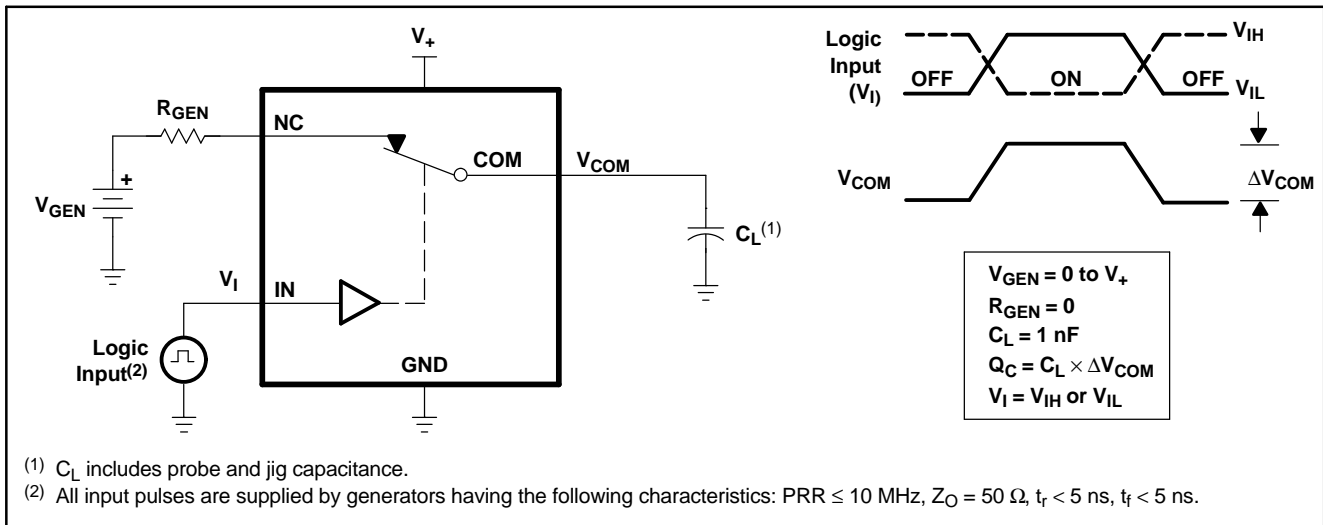 V+
RGEN
NC
COM
VCOM
+
VGEN
CL(1)
VI
IN
Logic
Input(2)
GND
Logic
Input
(VI)
VIH
OFF
ON
OFF
VIL
VCOM
ΔVCOM
VGEN = 0 to V+
RGEN = 0
CL = 1 nF
QC = CL × ΔVCOM
VI = VIH or VIL
(1) CL includes probe and jig capacitance.
(2) All input pulses are supplied by generators having the following characteristics: PRR ≤ 10 MHz, ZO = 50 Ω, tr < 5 ns, tf < 5 ns.